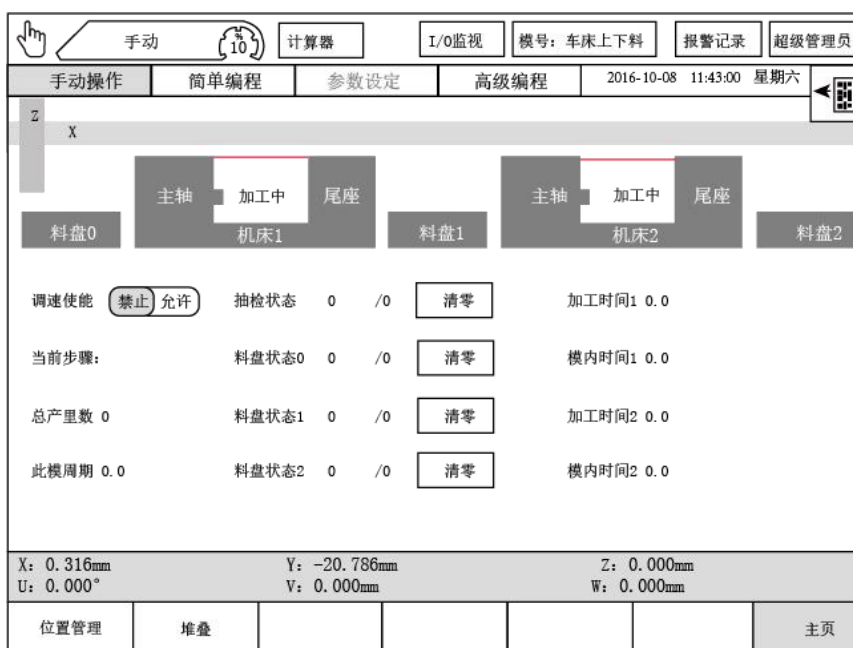 手动 % 10 计算器 I/O监视 模号：车床上下料 报警记录 超级管理员
手动操作 简单编程 参数设定 高级编程 2016-10-08 11:43:00 星期六
Z
X
主轴 加工中 尾座 主轴 加工中 尾座
料盘0 机床1 料盘1 机床2 料盘2
调速使能 禁止 允许 抽检状态 0 /0 清零 加工时间1 0.0
当前步骤： 料盘状态0 0 /0 清零 模内时间1 0.0
总产里数 0 料盘状态1 0 /0 清零 加工时间2 0.0
此模周期 0.0 料盘状态2 0 /0 清零 模内时间2 0.0
X: 0.316mm Y: -20.786mm Z: 0.000mm
U: 0.000° V: 0.000mm W: 0.000mm
位置管理 堆叠 主页